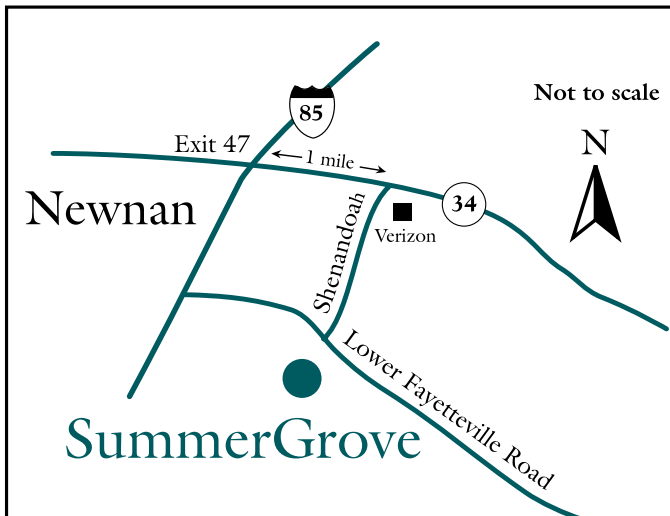 Not to scale
85
N
Exit 47
1 mile
Newnan
34
Shenandoah
Verizon
Lower Fayetteville Road
SummerGrove